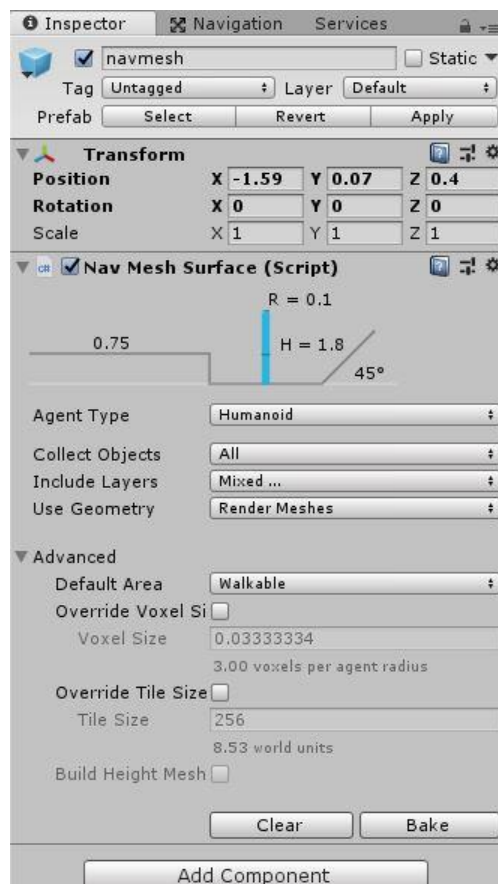 Inspector Navigation Services
navmesh Static
Tag Untagged Layer Default
Prefab Select Revert Apply
Transform
Position X -1.59 Y 0.07 Z 0.4
Rotation X 0 Y 0 Z 0
Scale X 1 Y 1 Z 1
C# Nav Mesh Surface (Script)
R = 0.1
0.75 H = 1.8
45°
Agent Type Humanoid
Collect Objects All
Include Layers Mixed ...
Use Geometry Render Meshes
Advanced
Default Area Walkable
Override Voxel Si
Voxel Size 0.03333334
3.00 voxels per agent radius
Override Tile Size
Tile Size 256
8.53 world units
Build Height Mesh
Clear Bake
Add Component